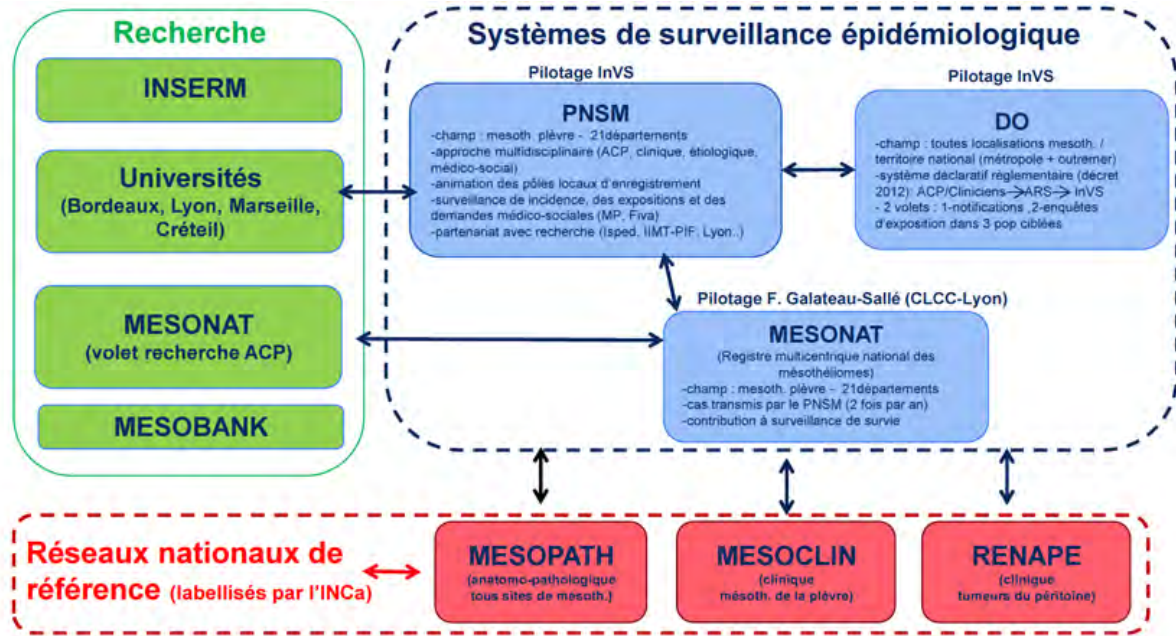 Recherche
INSERM
Universités
(Bordeaux, Lyon, Marseille,
Créteil)
MESONAT
(volet recherche ACP)
MESOBANK
Systèmes de surveillance épidémiologique
Pilotage InVS
PNSM
-champ : mesoth. plèvre - 21départements
-approche multidisciplinaire (ACP, clinique, étiologique,
médico-social)
-animation des pôles locaux d'enregistrement
-surveillance de incidence, des expositions et des
demandes médico-sociales (MP, Fiva)
-partenariat avec recherche (Isped, IIMT-PIF, Lyon..)
Pilotage InVS
DO
-champ : toutes localisations mesoth. /
territoire national (métropole + outremer)
-système déclaratif réglementaire (décret
2012): ACP/Cliniciens → ARS → InVS
- 2 volets : 1-notifications ,2-enquêtes
d'exposition dans 3 pop ciblées
Pilotage F. Galateau-Sallé (CLCC-Lyon)
MESONAT
(Registre multicentrique national des
mésothéliomes)
-champ : mesoth. plèvre - 21départements
-cas transmis par le PNSM (2 fois par an)
-contribution à surveillance de survie
Réseaux nationaux de
référence (labellisés par l'INCa)
MESOPATH
(anatomo-pathologique
tous sites de mesoth.)
MESOCLIN
(clinique
mésoth. de la plèvre)
RENAPE
(clinique
tumeurs du péritoine)